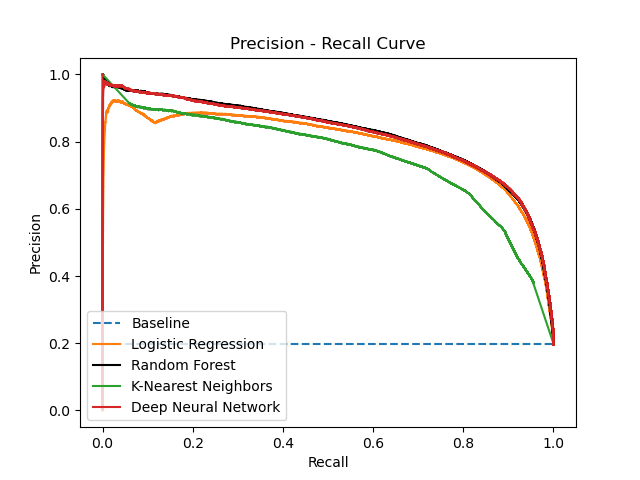 Precision - Recall Curve
1.0
0.8
0.6
0.4
0.2
0.0
Precision
Baseline
Logistic Regression
Random Forest
K-Nearest Neighbors
Deep Neural Network
0.0 0.2 0.4 0.6 0.8 1.0
Recall